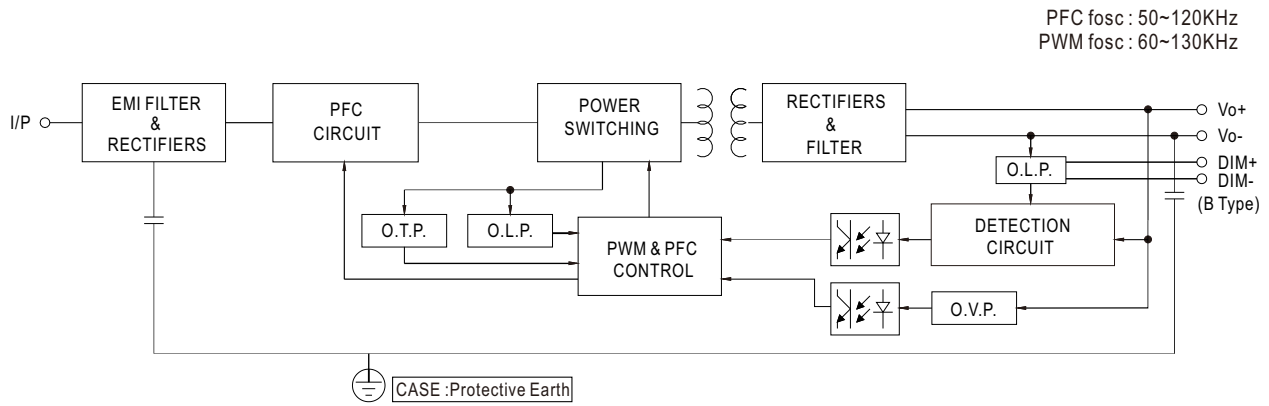 PFC fosc : 50~120KHz
PWM fosc : 60~130KHz
I/P
EMI FILTER
&
RECTIFIERS
PFC
CIRCUIT
POWER
SWITCHING
RECTIFIERS
&
FILTER
Vo+
Vo-
DIM+
DIM-
(B Type)
O.L.P.
O.T.P.
O.L.P.
PWM & PFC
CONTROL
DETECTION
CIRCUIT
O.V.P.
CASE :Protective Earth